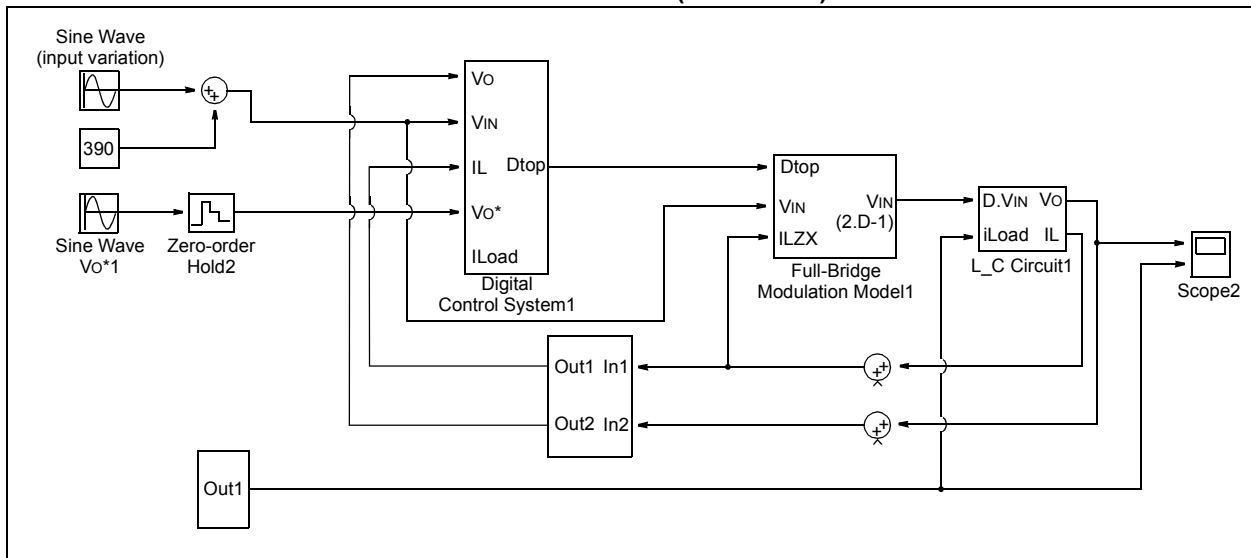 Sine Wave
(input variation)
390
Sine Wave
VO*1
Zero-order
Hold2
VO
VIN
IL
VO*
ILoad
Dtop
Digital
Control System1
Dtop
VIN
ILZX
VIN
(2.D-1)
Full-Bridge
Modulation Model1
D.VIN
iLoad
VO
IL
L_C Circuit1
Scope2
Out1 In1
Out2 In2
Out1